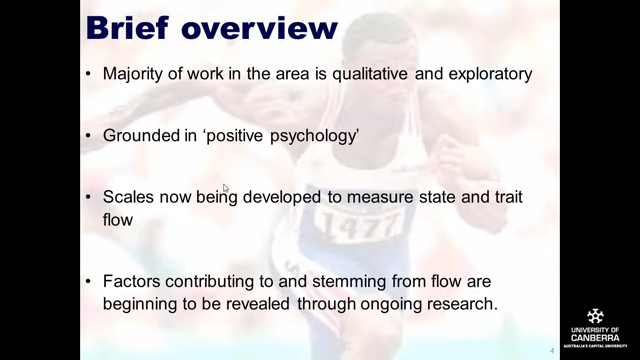 Brief overview
• Majority of work in the area is qualitative and exploratory
• Grounded in ‘positive psychology’
• Scales now being developed to measure state and trait
flow
• Factors contributing to and stemming from flow are
beginning to be revealed through ongoing research.
1477
4
UNIVERSITY OF
CANBERRA
AUSTRALIA'S CAPITAL UNIVERSITY